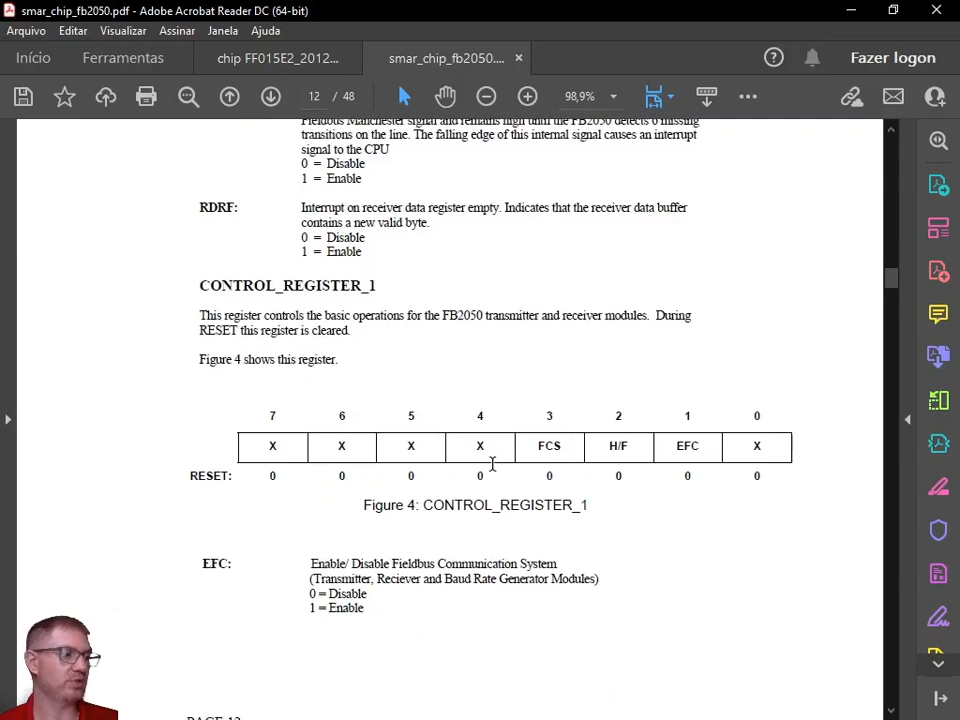 smar_chip_fb2050.pdf - Adobe Acrobat Reader DC (64-bit)
Arquivo Editar Visualizar Assinar Janela Ajuda
Início Ferramentas chip FF015E2_2012... smar_chip_fb2050.... × Fazer logon
12 / 48 98,9%
Fieldbus Manchester signal and remains high until the FB2050 detects 6 missing
transitions on the line. The falling edge of this internal signal causes an interrupt
signal to the CPU
0 = Disable
1 = Enable
RDRF: Interrupt on receiver data register empty. Indicates that the receiver data buffer
contains a new valid byte.
0 = Disable
1 = Enable
CONTROL_REGISTER_1
This register controls the basic operations for the FB2050 transmitter and receiver modules. During
RESET this register is cleared.
Figure 4 shows this register.
7 6 5 4 3 2 1 0
X X X X FCS H/F EFC X
RESET: 0 0 0 0 0 0 0 0
Figure 4: CONTROL_REGISTER_1
EFC: Enable/ Disable Fieldbus Communication System
(Transmitter, Reciever and Baud Rate Generator Modules)
0 = Disable
1 = Enable
PAGE 12